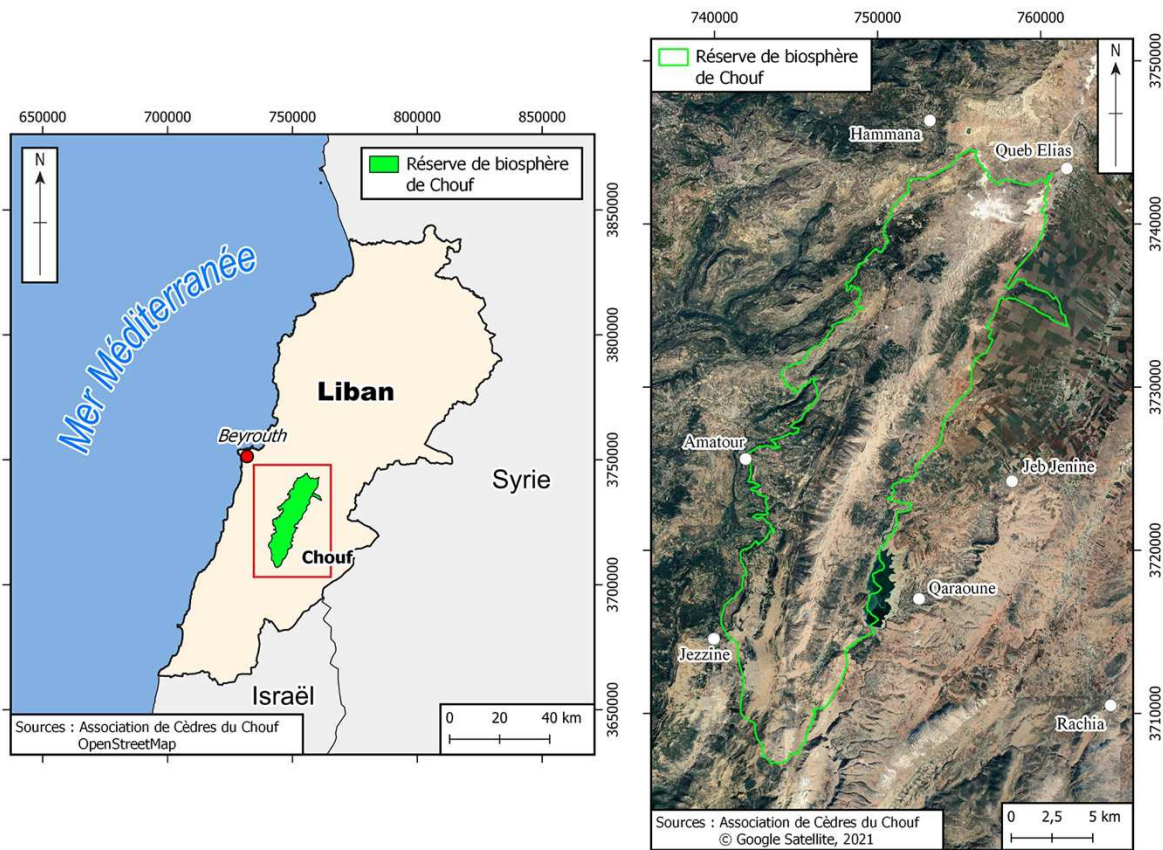 650000
700000
750000
800000
850000
N
Réserve de biosphère
de Chouf
3850000
3800000
3750000
3700000
3650000
Mer Méditerranée
Liban
Beyrouth
Syrie
Chouf
Israël
Sources : Association de Cèdres du Chouf
OpenStreetMap
0 20 40 km
740000
750000
760000
Réserve de biosphère
de Chouf
N
3750000
3740000
3730000
3720000
3710000
Hammana
Queb Elias
Amatour
Jeb Jenine
Qaraoune
Jezzine
Rachia
Sources : Association de Cèdres du Chouf
© Google Satellite, 2021
0 2,5 5 km